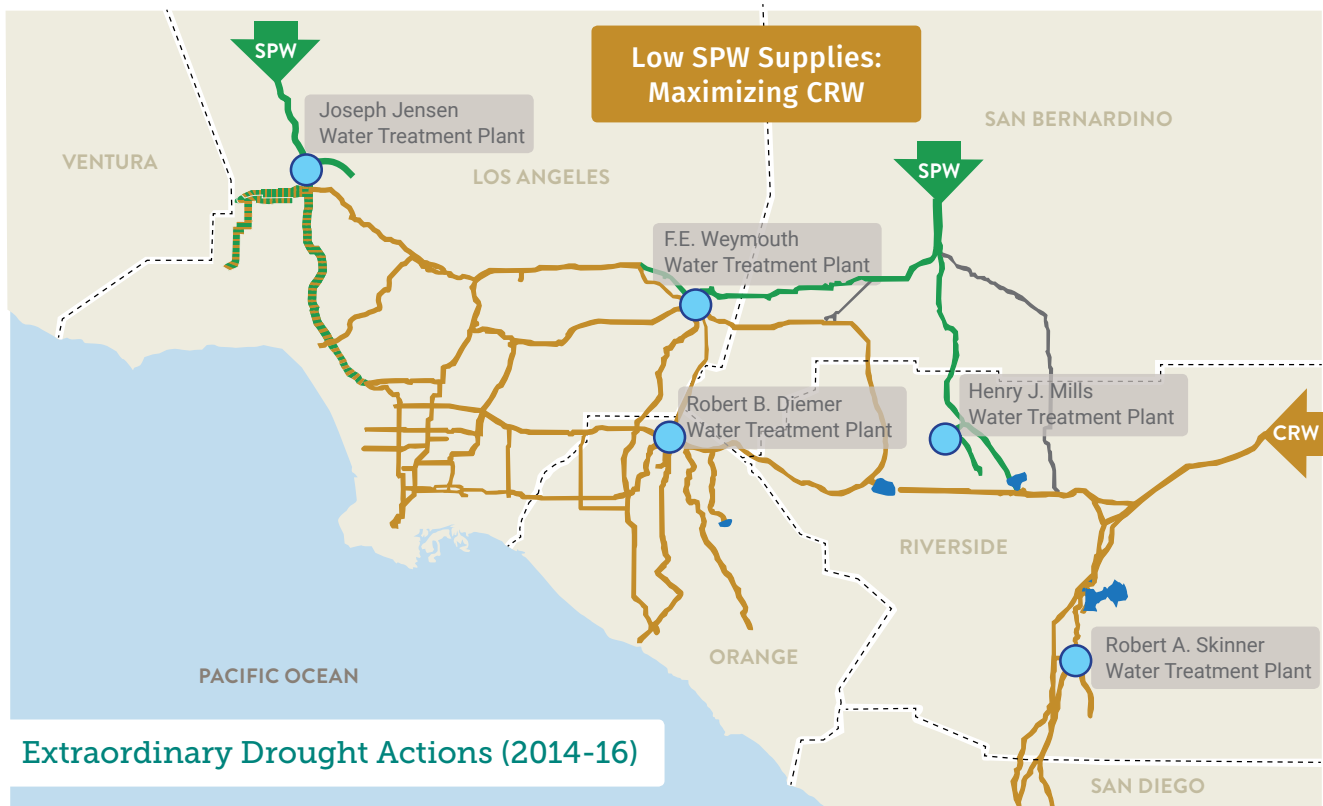 SPW
Low SPW Supplies:
Maximizing CRW
Joseph Jensen
Water Treatment Plant
SAN BERNARDINO
VENTURA
LOS ANGELES
SPW
F.E. Weymouth
Water Treatment Plant
Henry J. Mills
Water Treatment Plant
Robert B. Diemer
Water Treatment Plant
CRW
RIVERSIDE
ORANGE
Robert A. Skinner
Water Treatment Plant
PACIFIC OCEAN
Extraordinary Drought Actions (2014-16)
SAN DIEGO